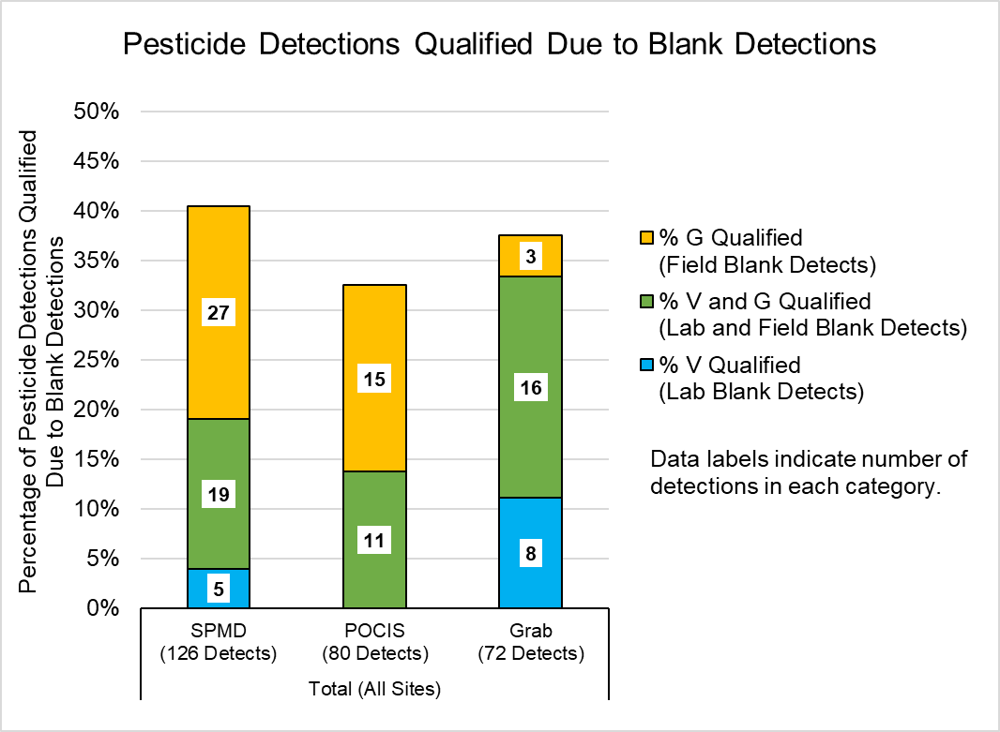 Pesticide Detections Qualified Due to Blank Detections
Percentage of Pesticide Detections Qualified
Due to Blank Detections
50%
45%
40%
35%
30%
25%
20%
15%
10%
5%
0%
27
19
5
15
11
3
16
8
SPMD
(126 Detects)
POCIS
(80 Detects)
Grab
(72 Detects)
Total (All Sites)
% G Qualified
(Field Blank Detects)
% V and G Qualified
(Lab and Field Blank Detects)
% V Qualified
(Lab Blank Detects)
Data labels indicate number of
detections in each category.